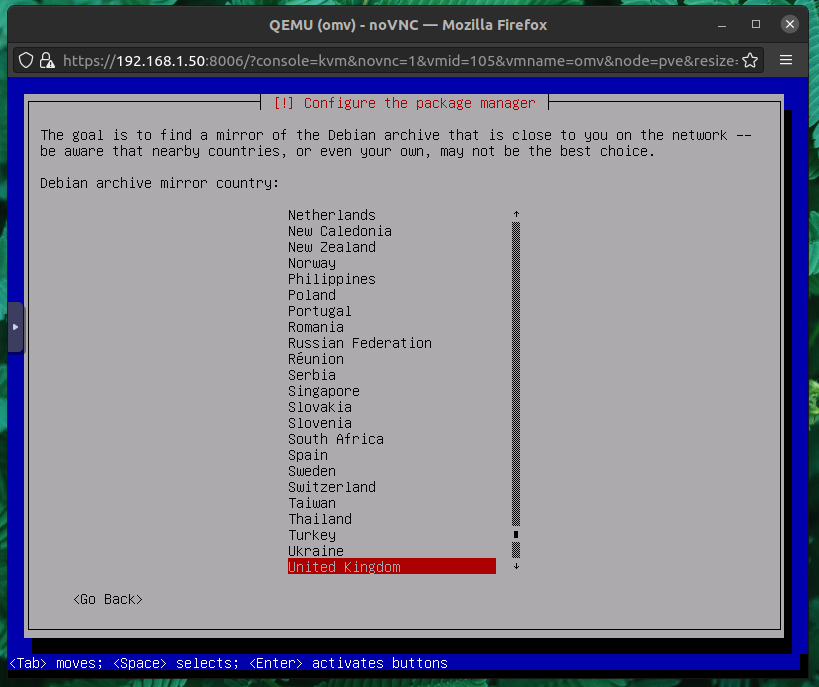 QEMU (omv) - noVNC — Mozilla Firefox
https://192.168.1.50:8006/?console=kvm&novnc=1&vmid=105&vmname=omv&node=pve&resize=
[!] Configure the package manager
The goal is to find a mirror of the Debian archive that is close to you on the network --
be aware that nearby countries, or even your own, may not be the best choice.
Debian archive mirror country:
Netherlands
New Caledonia
New Zealand
Norway
Philippines
Poland
Portugal
Romania
Russian Federation
Réunion
Serbia
Singapore
Slovakia
Slovenia
South Africa
Spain
Sweden
Switzerland
Taiwan
Thailand
Turkey
Ukraine
United Kingdom
<Go Back>
<Tab> moves; <Space> selects; <Enter> activates buttons